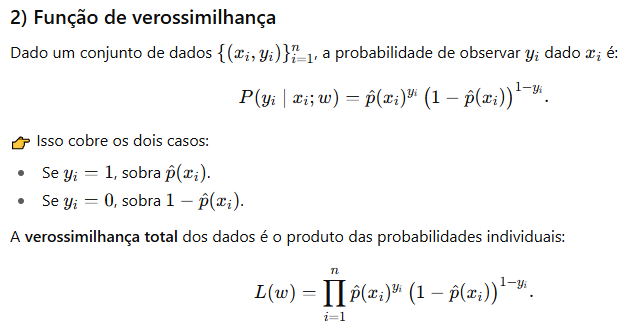 2) Função de verossimilhança
Dado um conjunto de dados $\{(x_i, y_i)\}_{i=1}^{n}$, a probabilidade de observar $y_i$ dado $x_i$ é:
$P(y_i \mid x_i; w) = \hat{p}(x_i)^{y_i} \left(1 - \hat{p}(x_i)\right)^{1-y_i}.$
👉 Isso cobre os dois casos:
• Se $y_i = 1$, sobra $\hat{p}(x_i)$.
• Se $y_i = 0$, sobra $1 - \hat{p}(x_i)$.
A verossimilhança total dos dados é o produto das probabilidades individuais:
$L(w) = \prod_{i=1}^{n} \hat{p}(x_i)^{y_i} \left(1 - \hat{p}(x_i)\right)^{1-y_i}.$